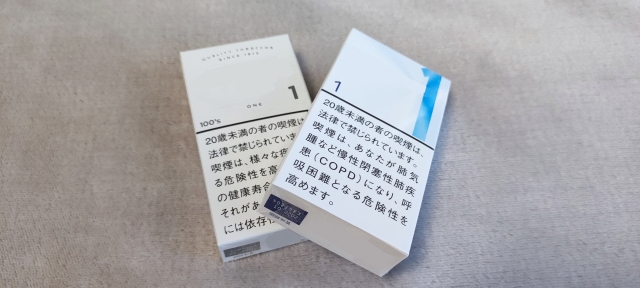 QUALITY TOBACCOS
ONE
1
100's
20歳未満の者の喫煙は、
法律で禁じられていま
喫煙は、様々な疾
る危険性を高
の健康寿命
それがあ
には依存
1
20歳未満の者の喫煙は、
法律で禁じられています。
喫煙は、あなたが肺気
腫など慢性閉塞性肺疾
患(COPD)になり、呼
吸困難となる危険性を
高めます。